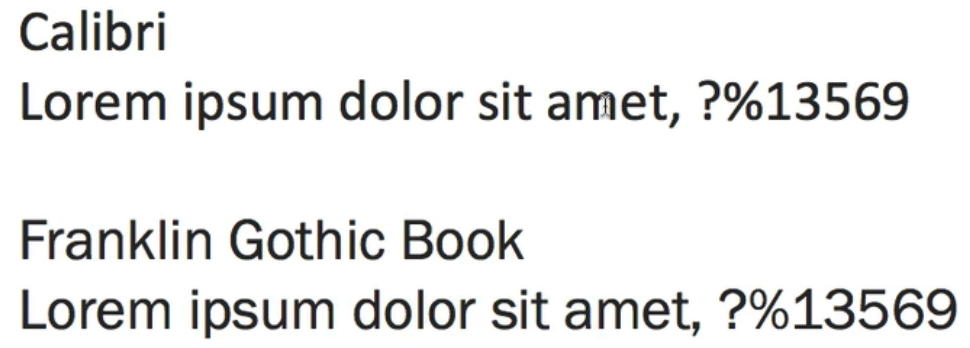 Calibri
Lorem ipsum dolor sit amet, ?%13569
Franklin Gothic Book
Lorem ipsum dolor sit amet, ?%13569